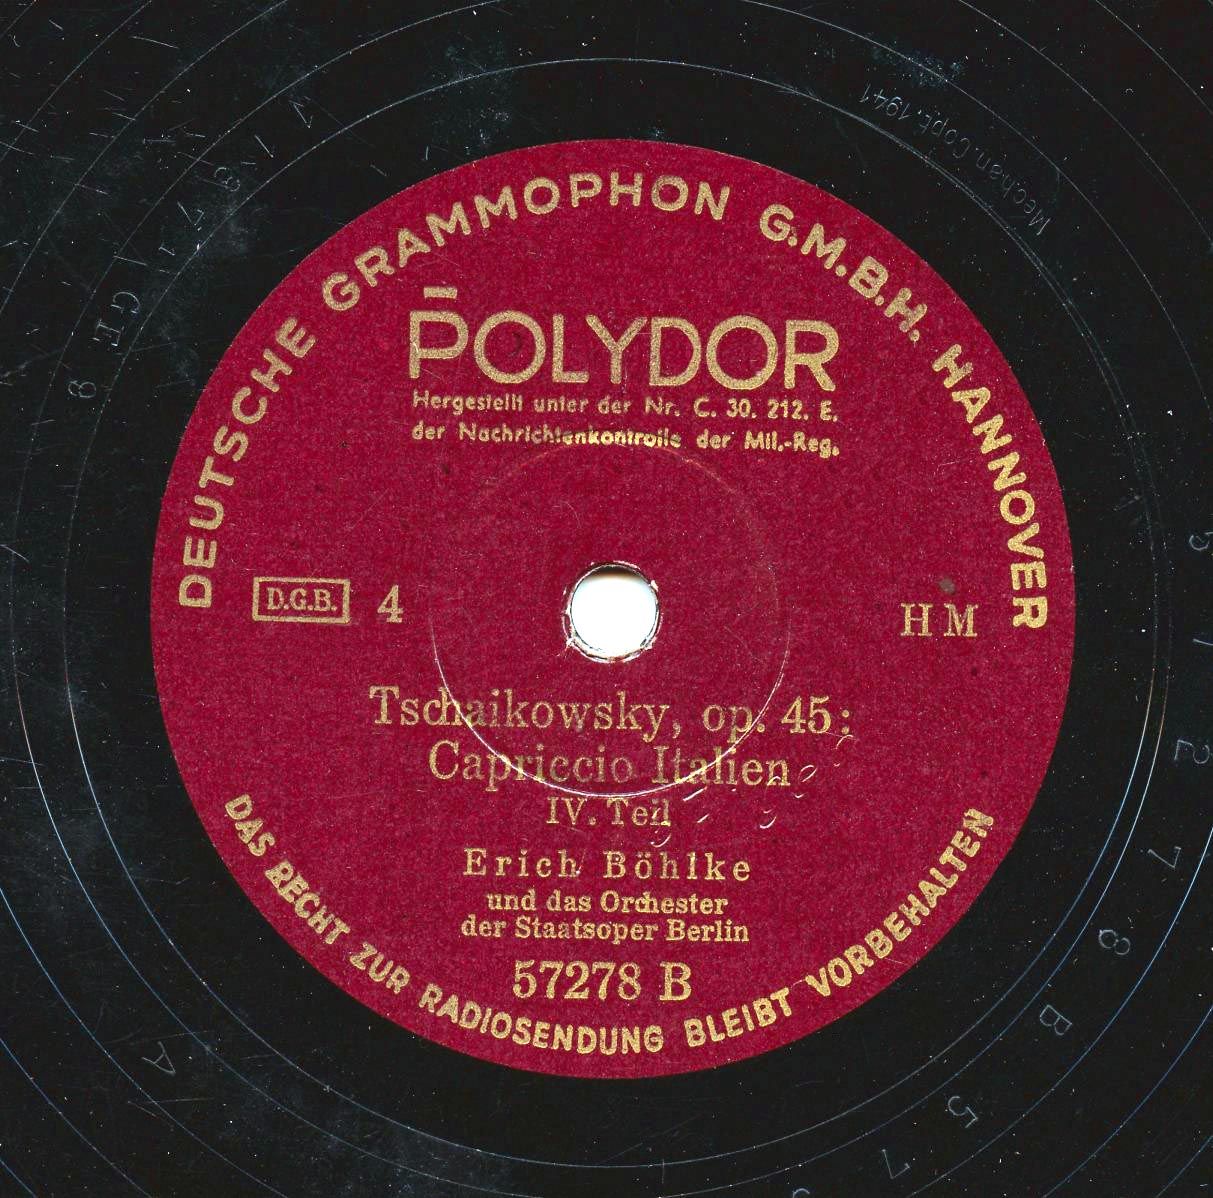 DEUTSCHE GRAMMOPHON G.M.B.H. HANNOVER
POLYDOR
Hergestellt unter der Nr. C. 30. 212. E.
der Nachrichtenkontrolle der Mil.-Reg.
D.G.B. 4
H M
Tschaikowsky, op. 45:
Capriccio Italien
IV. Teil
Erich Böhlke
und das Orchester
der Staatsoper Berlin
57278 B
DAS RECHT ZUR RADIOSENDUNG BLEIBT VORBEHALTEN
Mechan. Copt. 1941
57278 B